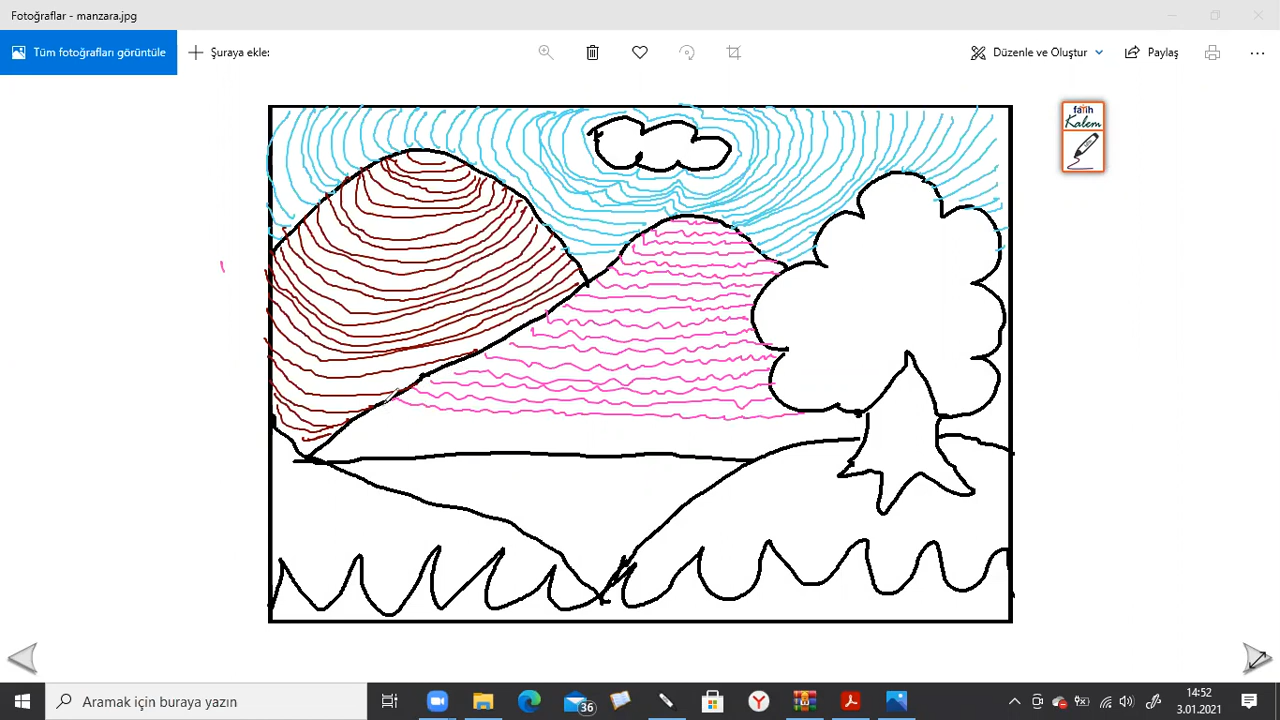 Fotoğraflar - manzara.jpg
Tüm fotoğrafları görüntüle
Şuraya ekle:
Düzenle ve Oluştur
Paylaş
fatih
Kalem
Aramak için buraya yazın
36
14:52
3.01.2021